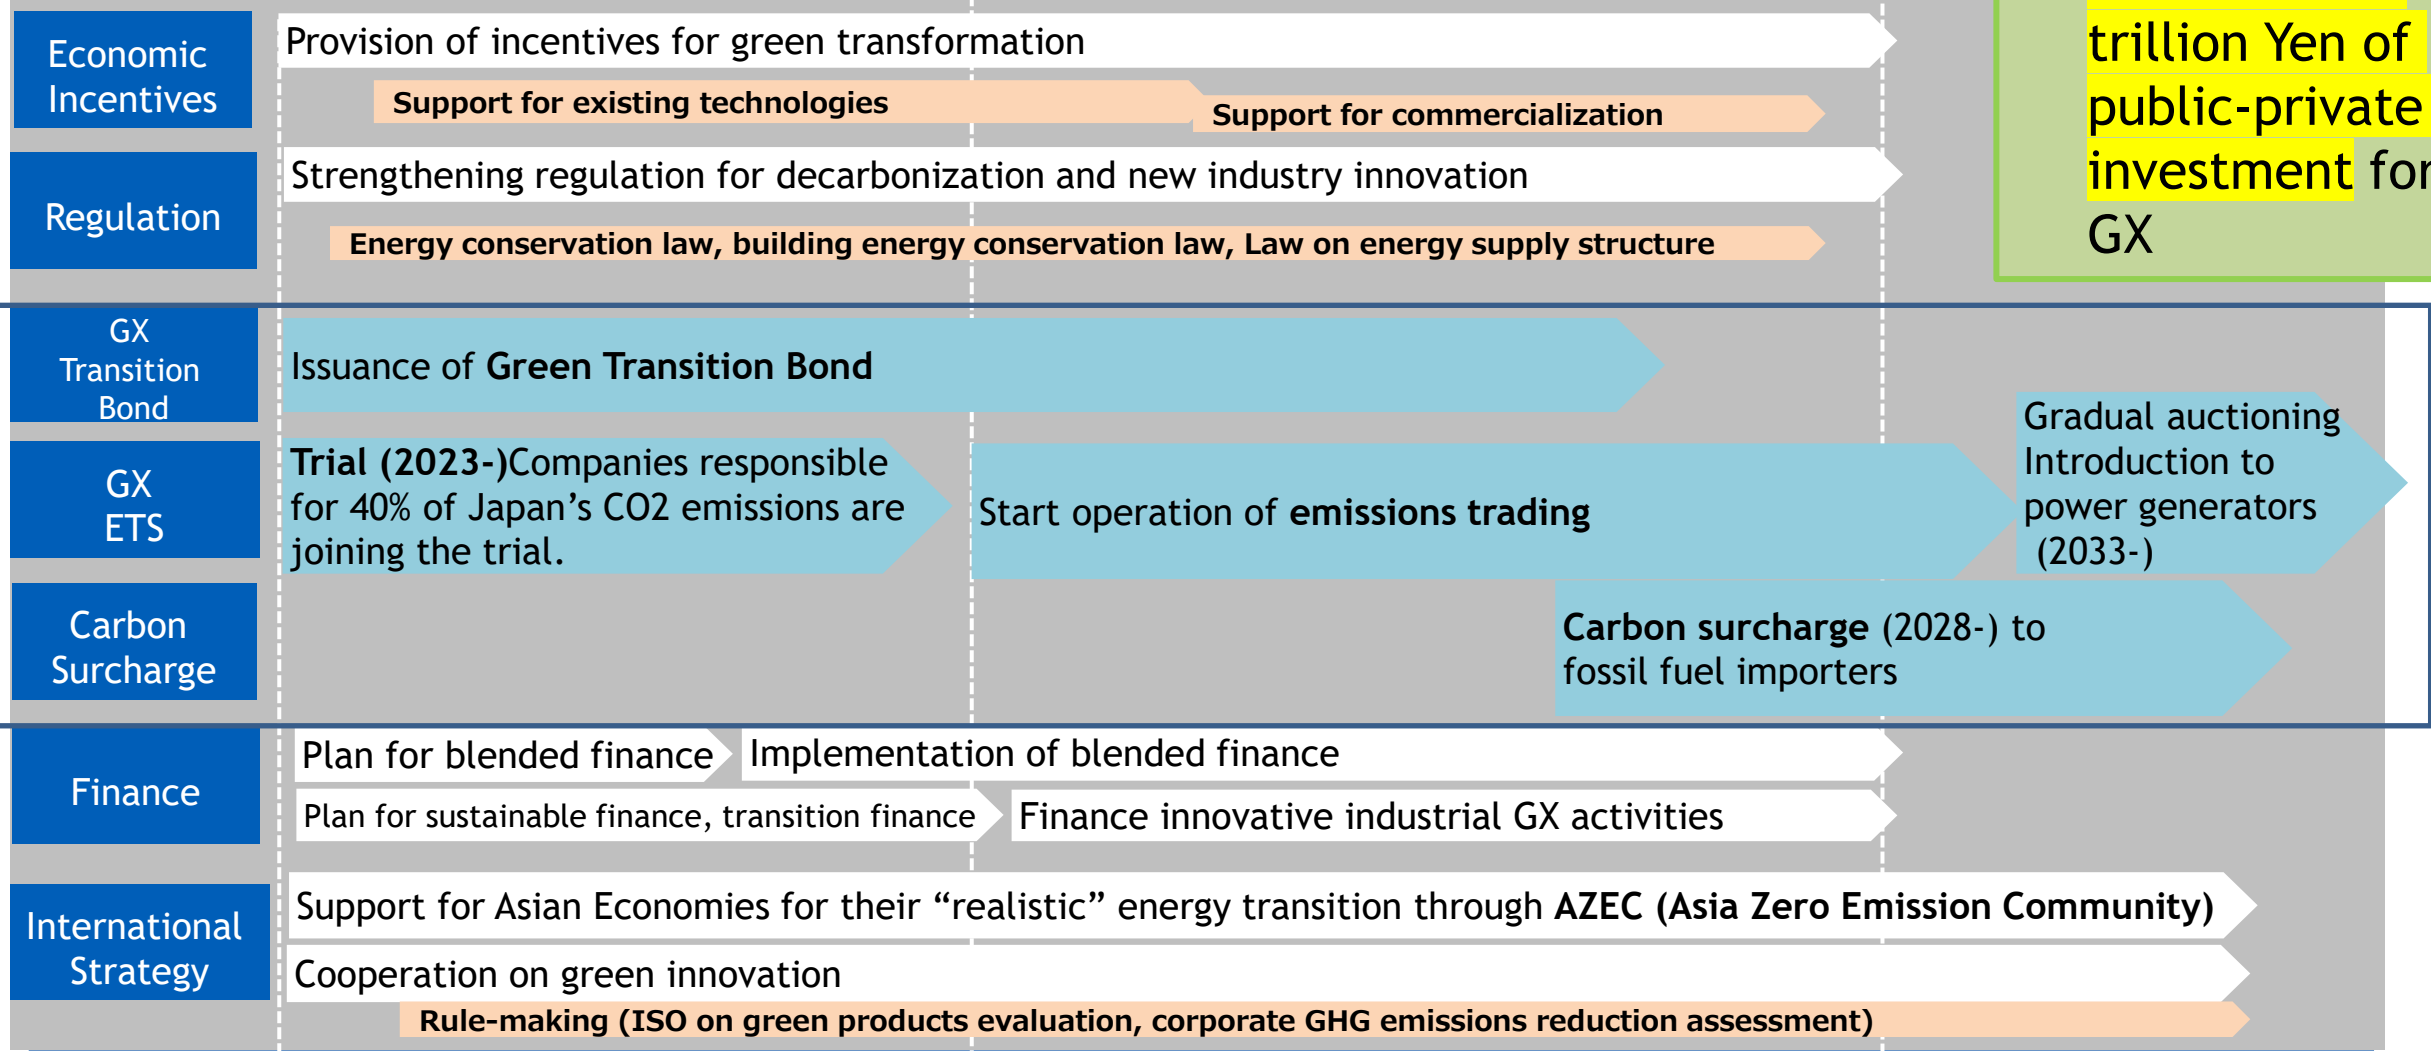 Economic
Incentives
Provision of incentives for green transformation
Support for existing technologies
Support for commercialization
trillion Yen of
public-private
investment for
GX
Regulation
Strengthening regulation for decarbonization and new industry innovation
Energy conservation law, building energy conservation law, Law on energy supply structure
GX
Transition
Bond
Issuance of Green Transition Bond
GX
ETS
Trial (2023-)Companies responsible
for 40% of Japan’s CO2 emissions are
joining the trial.
Start operation of emissions trading
Gradual auctioning
Introduction to
power generators
(2033-)
Carbon
Surcharge
Carbon surcharge (2028-) to
fossil fuel importers
Finance
Plan for blended finance
Implementation of blended finance
Plan for sustainable finance, transition finance
Finance innovative industrial GX activities
International
Strategy
Support for Asian Economies for their “realistic” energy transition through AZEC (Asia Zero Emission Community)
Cooperation on green innovation
Rule-making (ISO on green products evaluation, corporate GHG emissions reduction assessment)